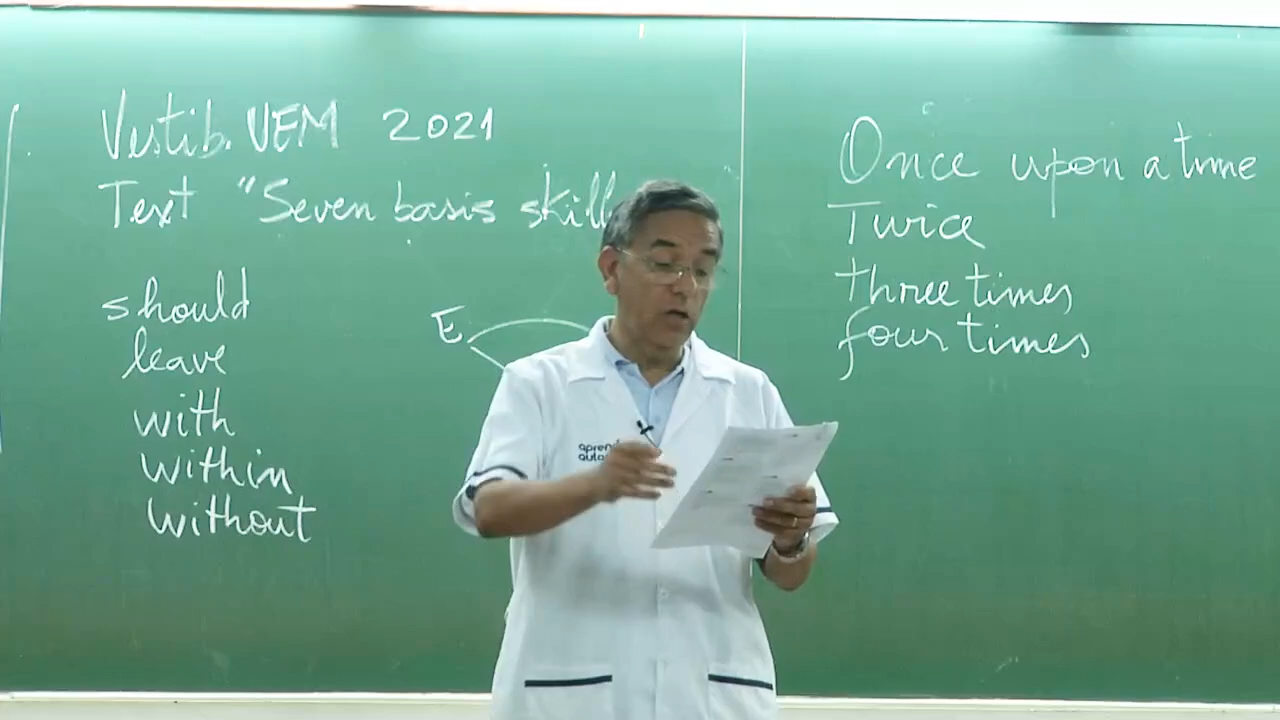 Vestib. UEM 2021
Text "Seven basis skill
should
leave
with
within
without
E
Once upon a time
Twice
three times
four times